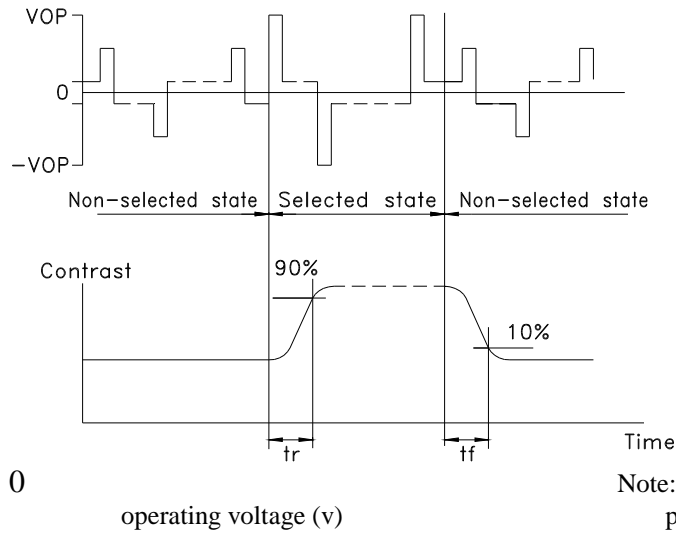 VOP
0
-VOP
Non-selected state
Selected state
Non-selected state
Contrast
90%
10%
tr
tf
Time
0
Note:
operating voltage (v)
p